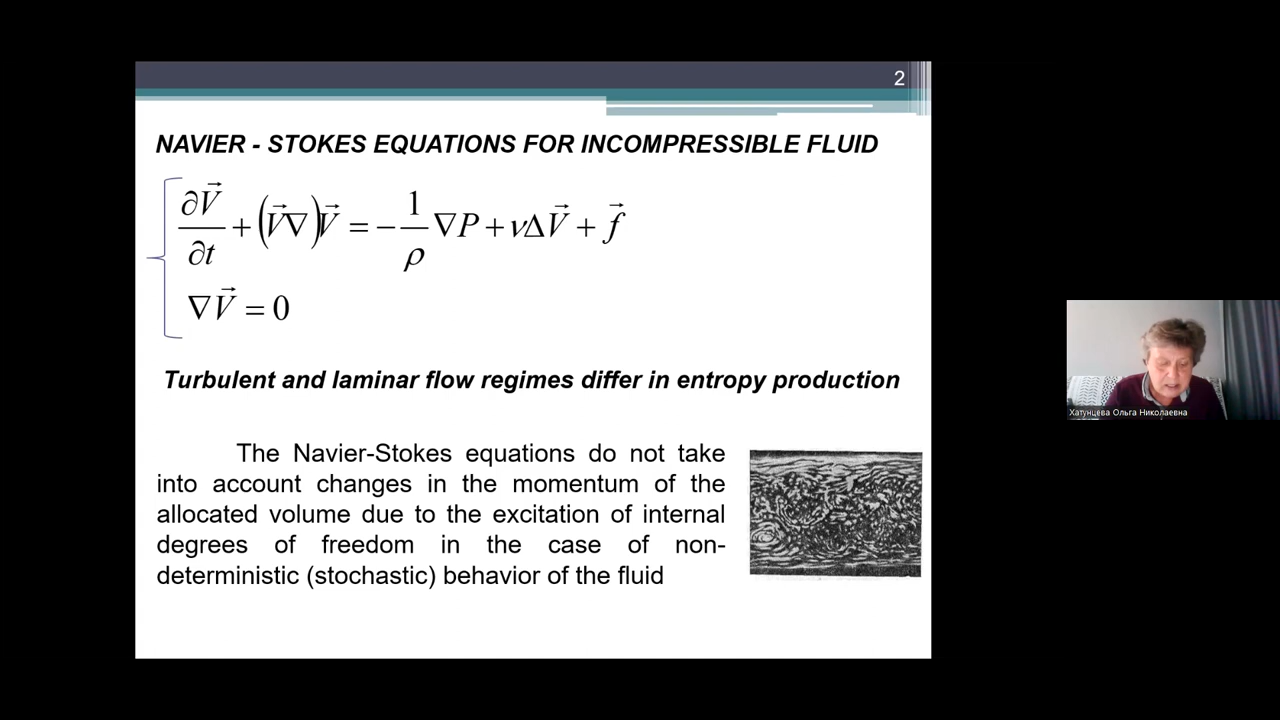 2
NAVIER - STOKES EQUATIONS FOR INCOMPRESSIBLE FLUID
∂V⃗/∂t + (V⃗∇)V⃗ = −1/ρ ∇P + νΔV⃗ + f⃗
∇V⃗ = 0
Turbulent and laminar flow regimes differ in entropy production
The Navier-Stokes equations do not take
into account changes in the momentum of the
allocated volume due to the excitation of internal
degrees of freedom in the case of non-
deterministic (stochastic) behavior of the fluid
Хатунцева Ольга Николаевна